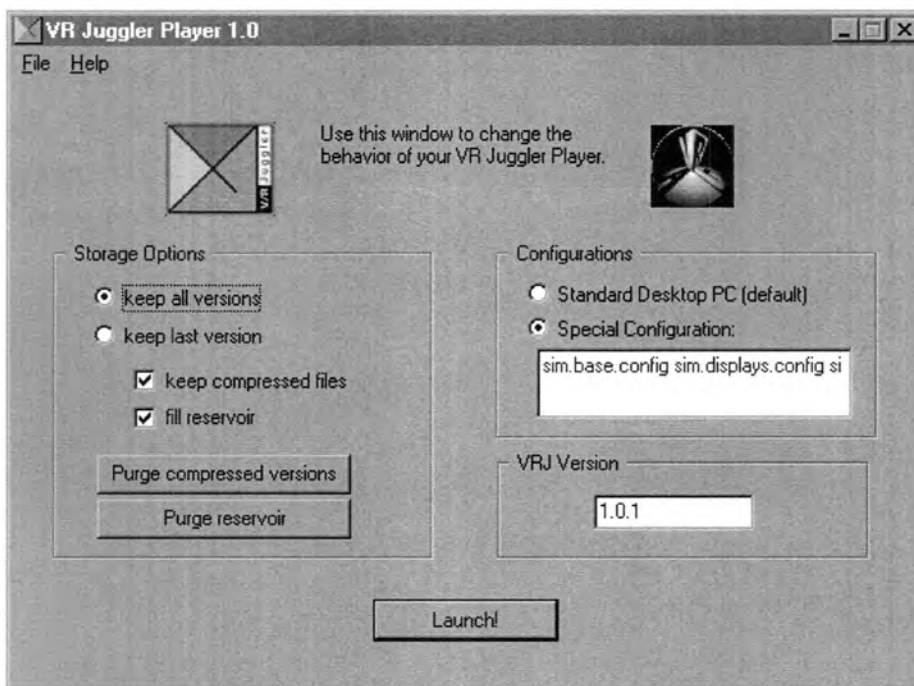 VR Juggler Player 1.0
File Help
V/R Juggler
Use this window to change the
behavior of your VR Juggler Player.
Storage Options
keep all versions
keep last version
keep compressed files
fill reservoir
Purge compressed versions
Purge reservoir
Configurations
Standard Desktop PC (default)
Special Configuration:
sim.base.config sim.displays.config si
VRJ Version
1.0.1
Launch!